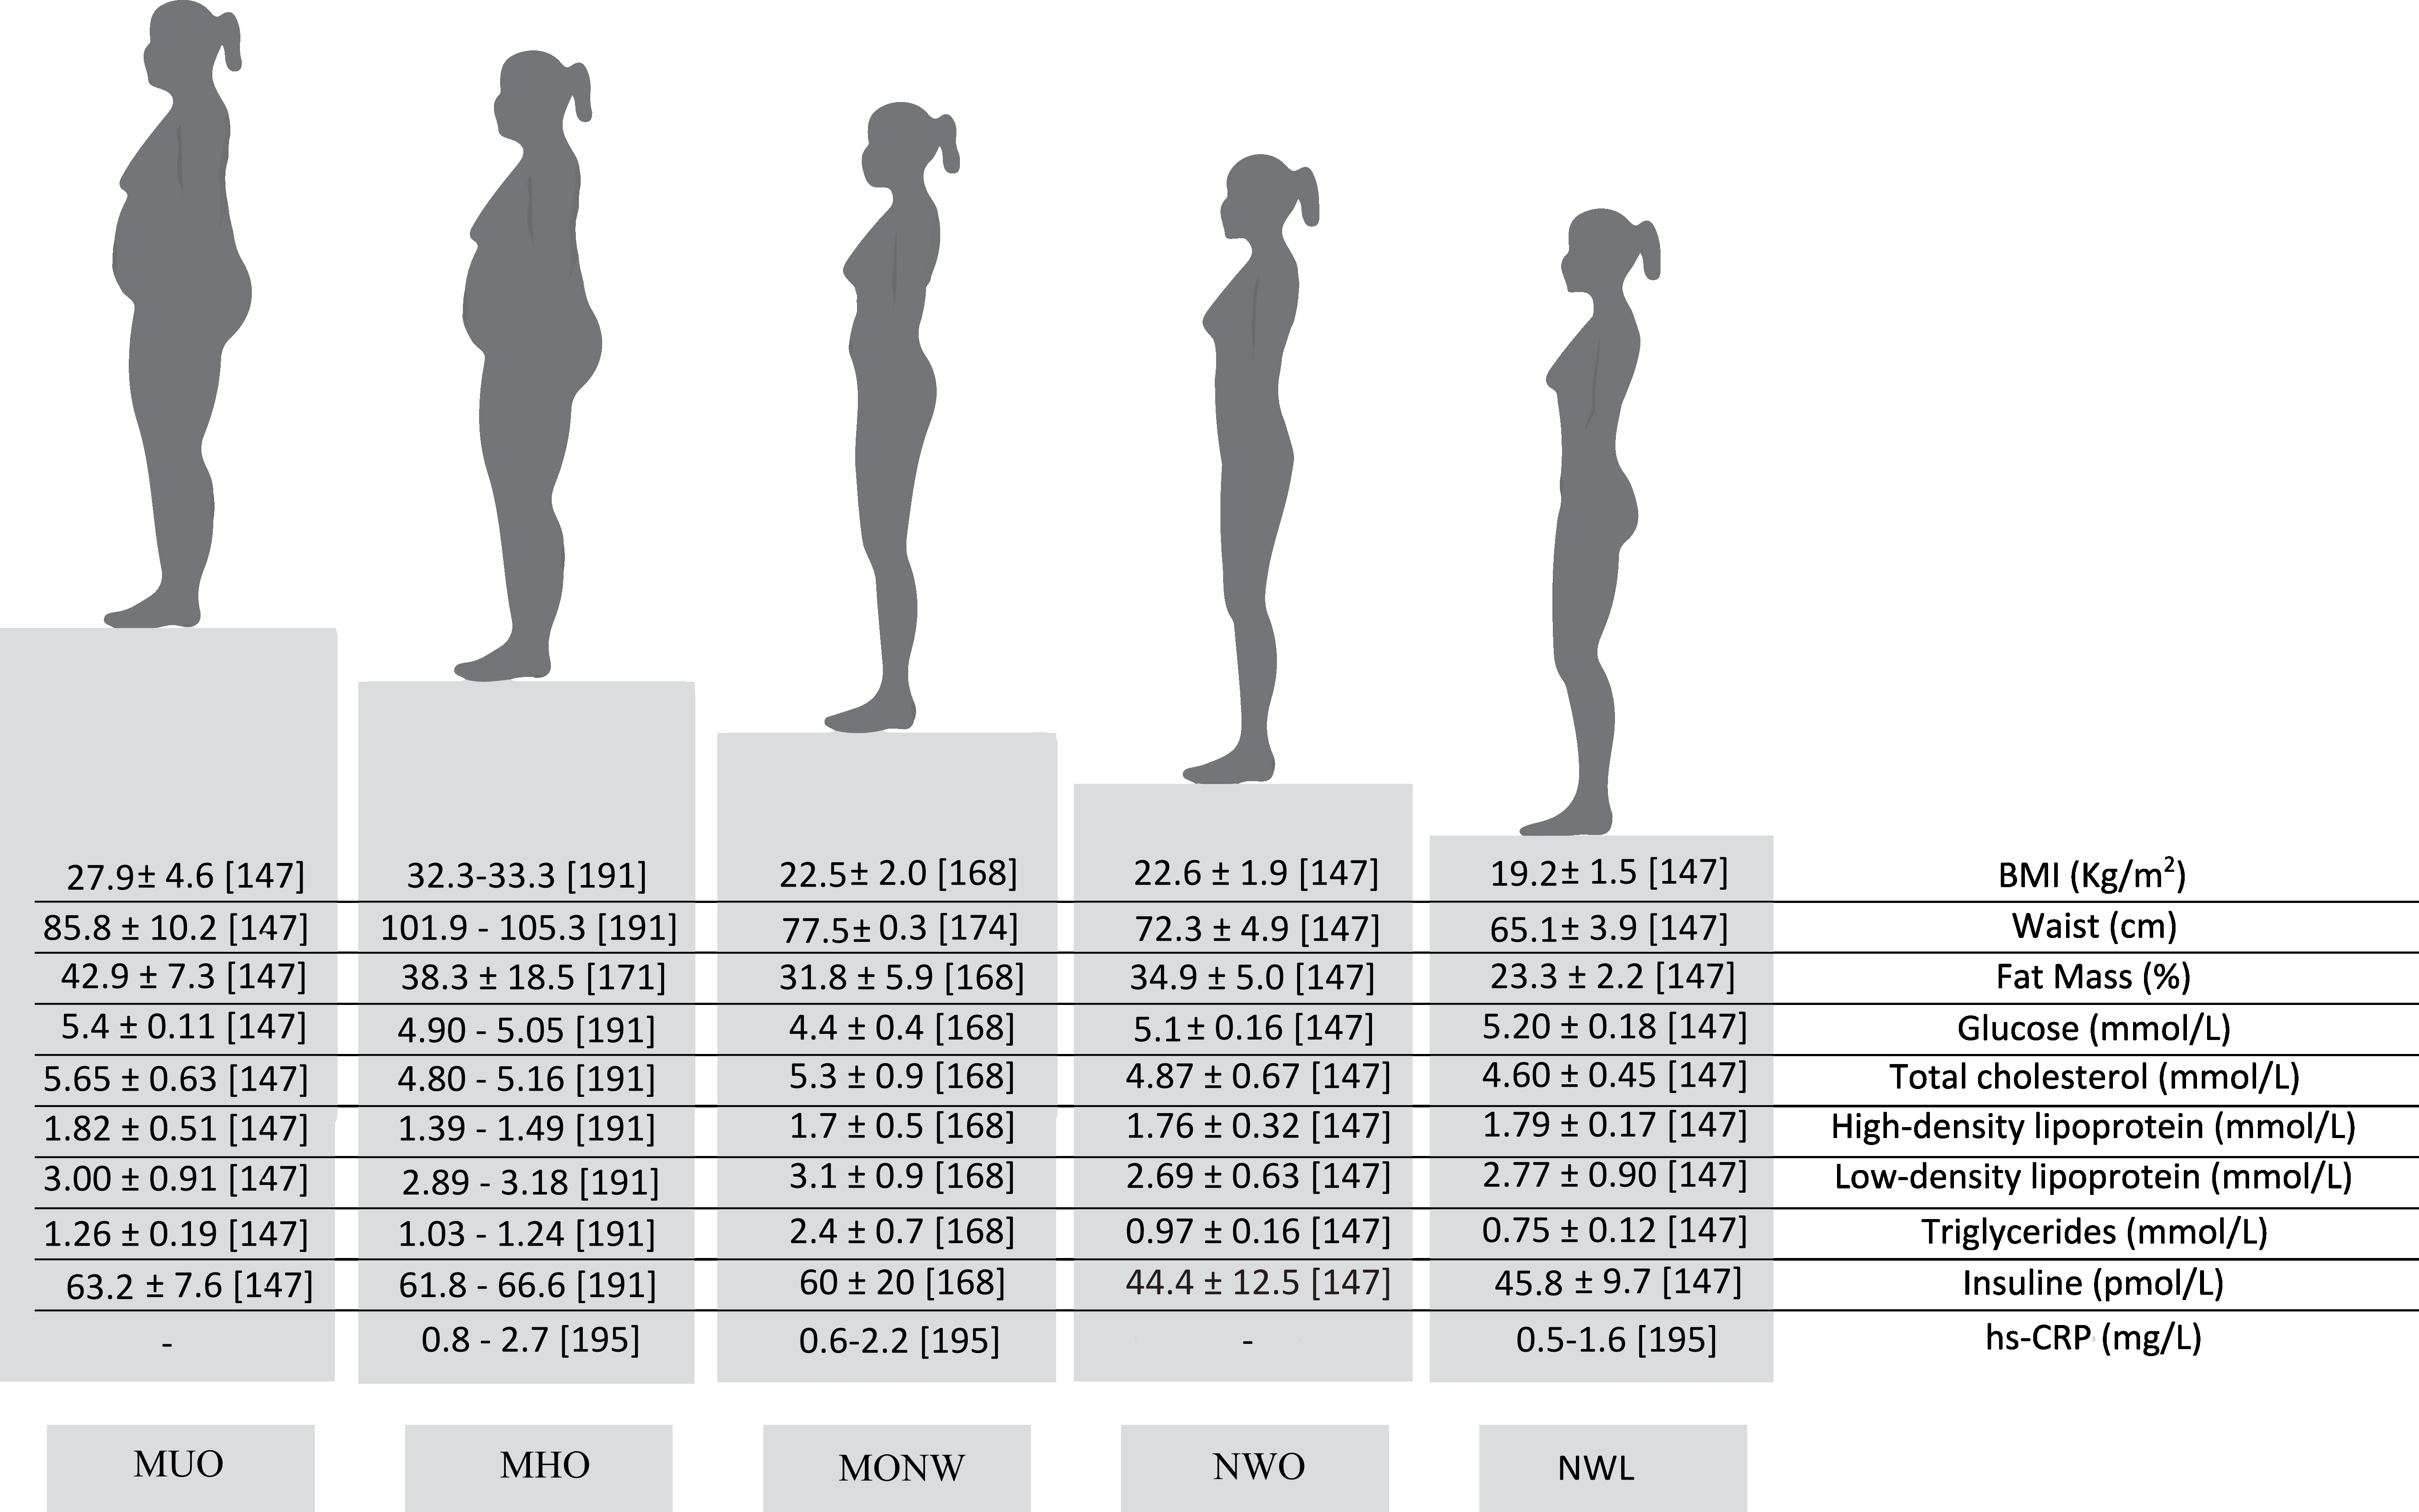 27.9± 4.6 [147] 32.3-33.3 [191] 22.5± 2.0 [168] 22.6 ± 1.9 [147] 19.2± 1.5 [147] BMI (Kg/m²)
85.8 ± 10.2 [147] 101.9 - 105.3 [191] 77.5± 0.3 [174] 72.3 ± 4.9 [147] 65.1± 3.9 [147] Waist (cm)
42.9 ± 7.3 [147] 38.3 ± 18.5 [171] 31.8 ± 5.9 [168] 34.9 ± 5.0 [147] 23.3 ± 2.2 [147] Fat Mass (%)
5.4 ± 0.11 [147] 4.90 - 5.05 [191] 4.4 ± 0.4 [168] 5.1± 0.16 [147] 5.20 ± 0.18 [147] Glucose (mmol/L)
5.65 ± 0.63 [147] 4.80 - 5.16 [191] 5.3 ± 0.9 [168] 4.87 ± 0.67 [147] 4.60 ± 0.45 [147] Total cholesterol (mmol/L)
1.82 ± 0.51 [147] 1.39 - 1.49 [191] 1.7 ± 0.5 [168] 1.76 ± 0.32 [147] 1.79 ± 0.17 [147] High-density lipoprotein (mmol/L)
3.00 ± 0.91 [147] 2.89 - 3.18 [191] 3.1 ± 0.9 [168] 2.69 ± 0.63 [147] 2.77 ± 0.90 [147] Low-density lipoprotein (mmol/L)
1.26 ± 0.19 [147] 1.03 - 1.24 [191] 2.4 ± 0.7 [168] 0.97 ± 0.16 [147] 0.75 ± 0.12 [147] Triglycerides (mmol/L)
63.2 ± 7.6 [147] 61.8 - 66.6 [191] 60 ± 20 [168] 44.4 ± 12.5 [147] 45.8 ± 9.7 [147] Insuline (pmol/L)
- 0.8 - 2.7 [195] 0.6-2.2 [195] - 0.5-1.6 [195] hs-CRP (mg/L)
MUO MHO MONW NWO NWL